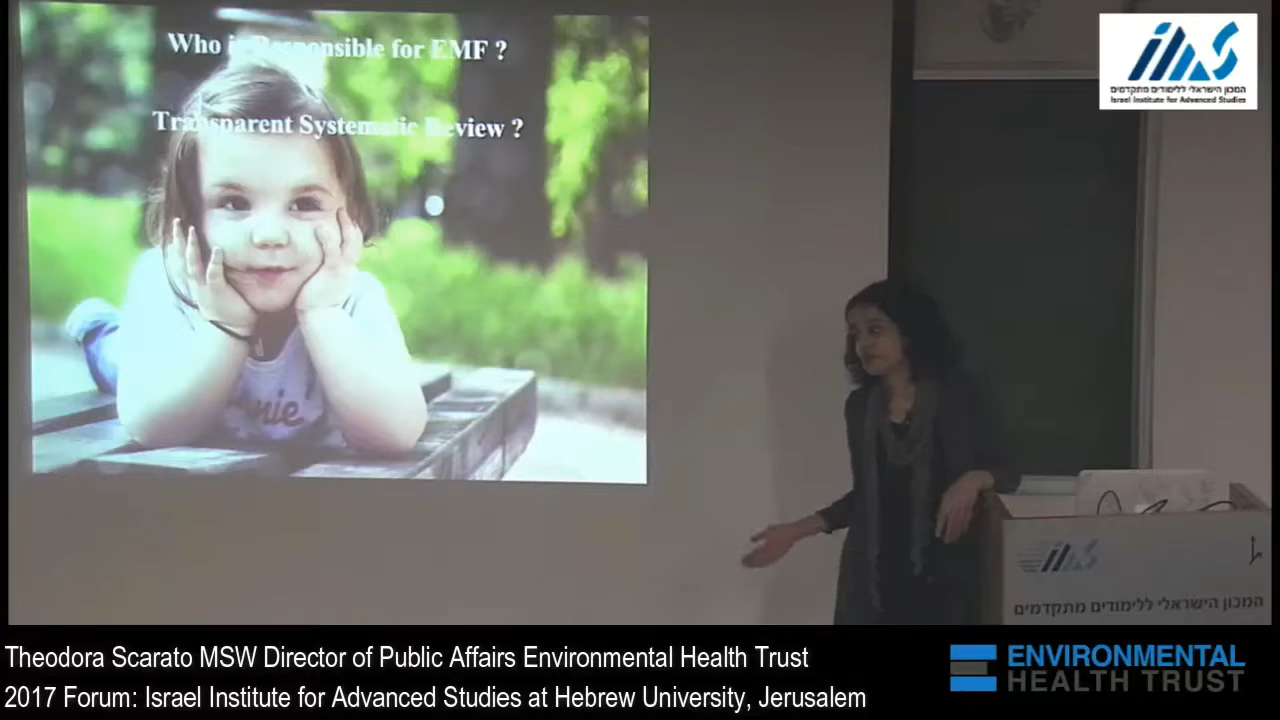 Who is Responsible for EMF ?
Transparent Systematic Review ?
המכון הישראלי ללימודים מתקדמים
Israel Institute for Advanced Studies
המכון הישראלי ללימודים מתקדמים
Theodora Scarato MSW Director of Public Affairs Environmental Health Trust
2017 Forum: Israel Institute for Advanced Studies at Hebrew University, Jerusalem
ENVIRONMENTAL
HEALTH TRUST